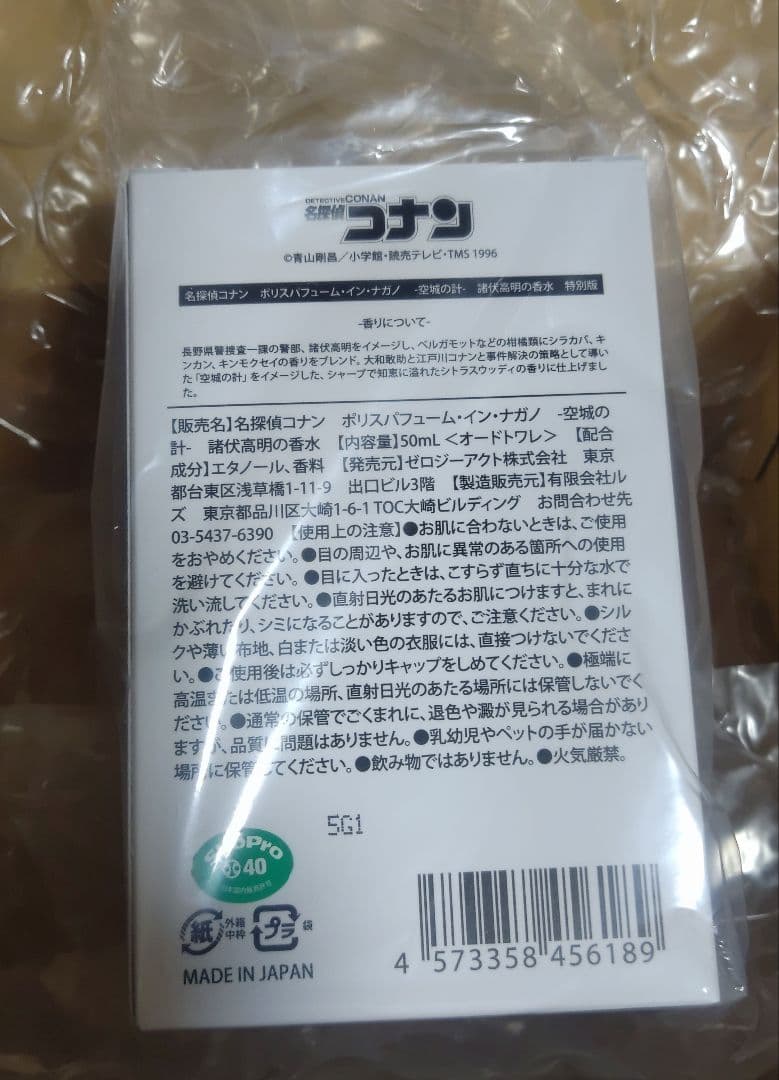 DETECTIVE CONAN
名探偵コナン
©青山剛昌／小学館・読売テレビ・TMS 1996
名探偵コナン　ポリスパフューム・イン・ナガノ　-空城の計-　諸伏高明の香水　特別版
-香りについて-
長野県警捜査一課の警部、諸伏高明をイメージし、ベルガモットなどの柑橘類にシラカバ、キ
ンカン、キンモクセイの香りをブレンド。大和敢助と江戸川コナンと事件解決の策略として導い
た「空城の計」をイメージした、シャープで知恵に溢れたシトラスウッディの香りに仕上げまし
た。
【販売名】名探偵コナン　ポリスパフューム・イン・ナガノ　-空城の
計-　諸伏高明の香水　【内容量】50mL＜オードトワレ＞　【配合
成分】エタノール、香料　【発売元】ゼロジーアクト株式会社　東京
都台東区浅草橋1-11-9　出口ビル3階　【製造販売元】有限会社ル
ズ　東京都品川区大崎1-6-1 TOC大崎ビルディング　お問合わせ先
03-5437-6390　【使用上の注意】●お肌に合わないときは、ご使用
をおやめください。●目の周辺や、お肌に異常のある箇所への使用
を避けてください。●目に入ったときは、こすらず直ちに十分な水で
洗い流してください。●直射日光のあたるお肌につけますと、まれに
かぶれたり、シミになることがありますので、ご注意ください。●シル
クや薄い布地、白または淡い色の衣服には、直接つけないでくださ
い。●ご使用後は必ずしっかりキャップをしめてください。●極端に
高温または低温の場所、直射日光のあたる場所には保管しないでく
ださい。●通常の保管でごくまれに、退色や澱が見られる場合があり
ますが、品質に問題はありません。●乳幼児やペットの手が届かない
場所に保管してください。●飲み物ではありません。●火気厳禁。
5G1
ShoPro
40
日本国内販売許可
紙 外箱 中枠 プラ 袋
MADE IN JAPAN
4 573358 456189